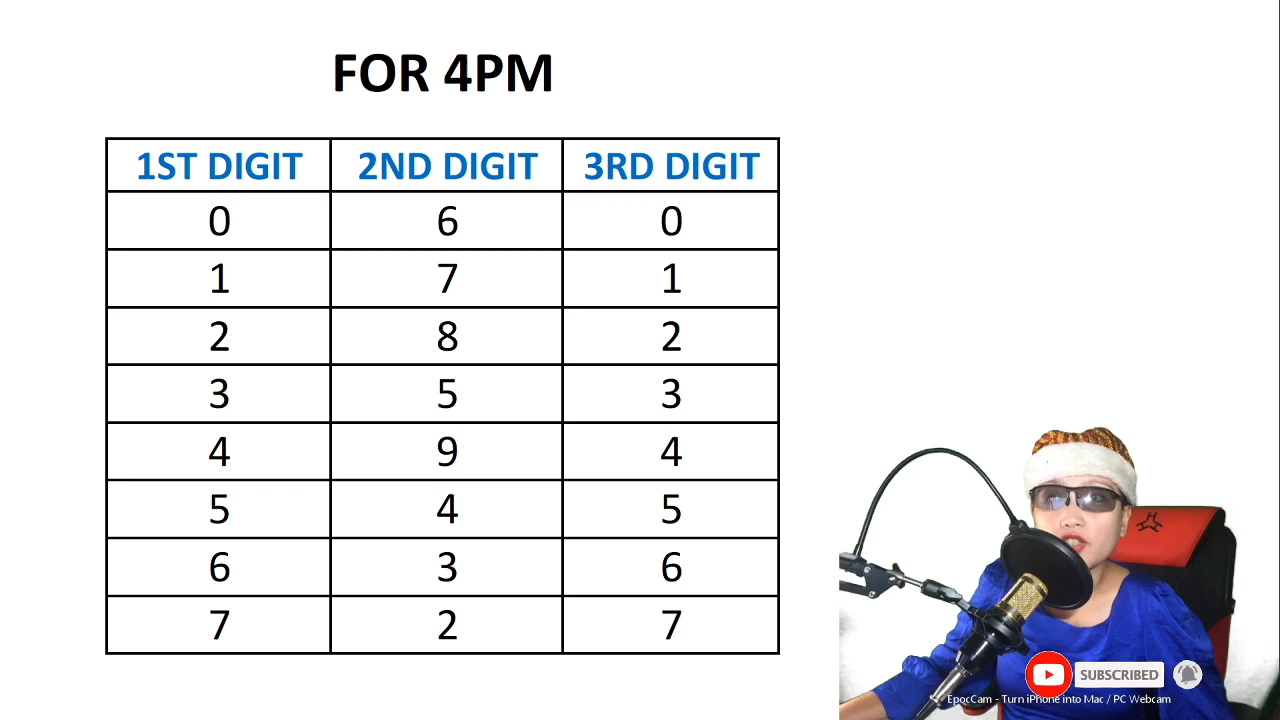 FOR 4PM
1ST DIGIT 2ND DIGIT 3RD DIGIT
0 6 0
1 7 1
2 8 2
3 5 3
4 9 4
5 4 5
6 3 6
7 2 7
SUBSCRIBED
EpocCam - Turn iPhone into Mac / PC Webcam